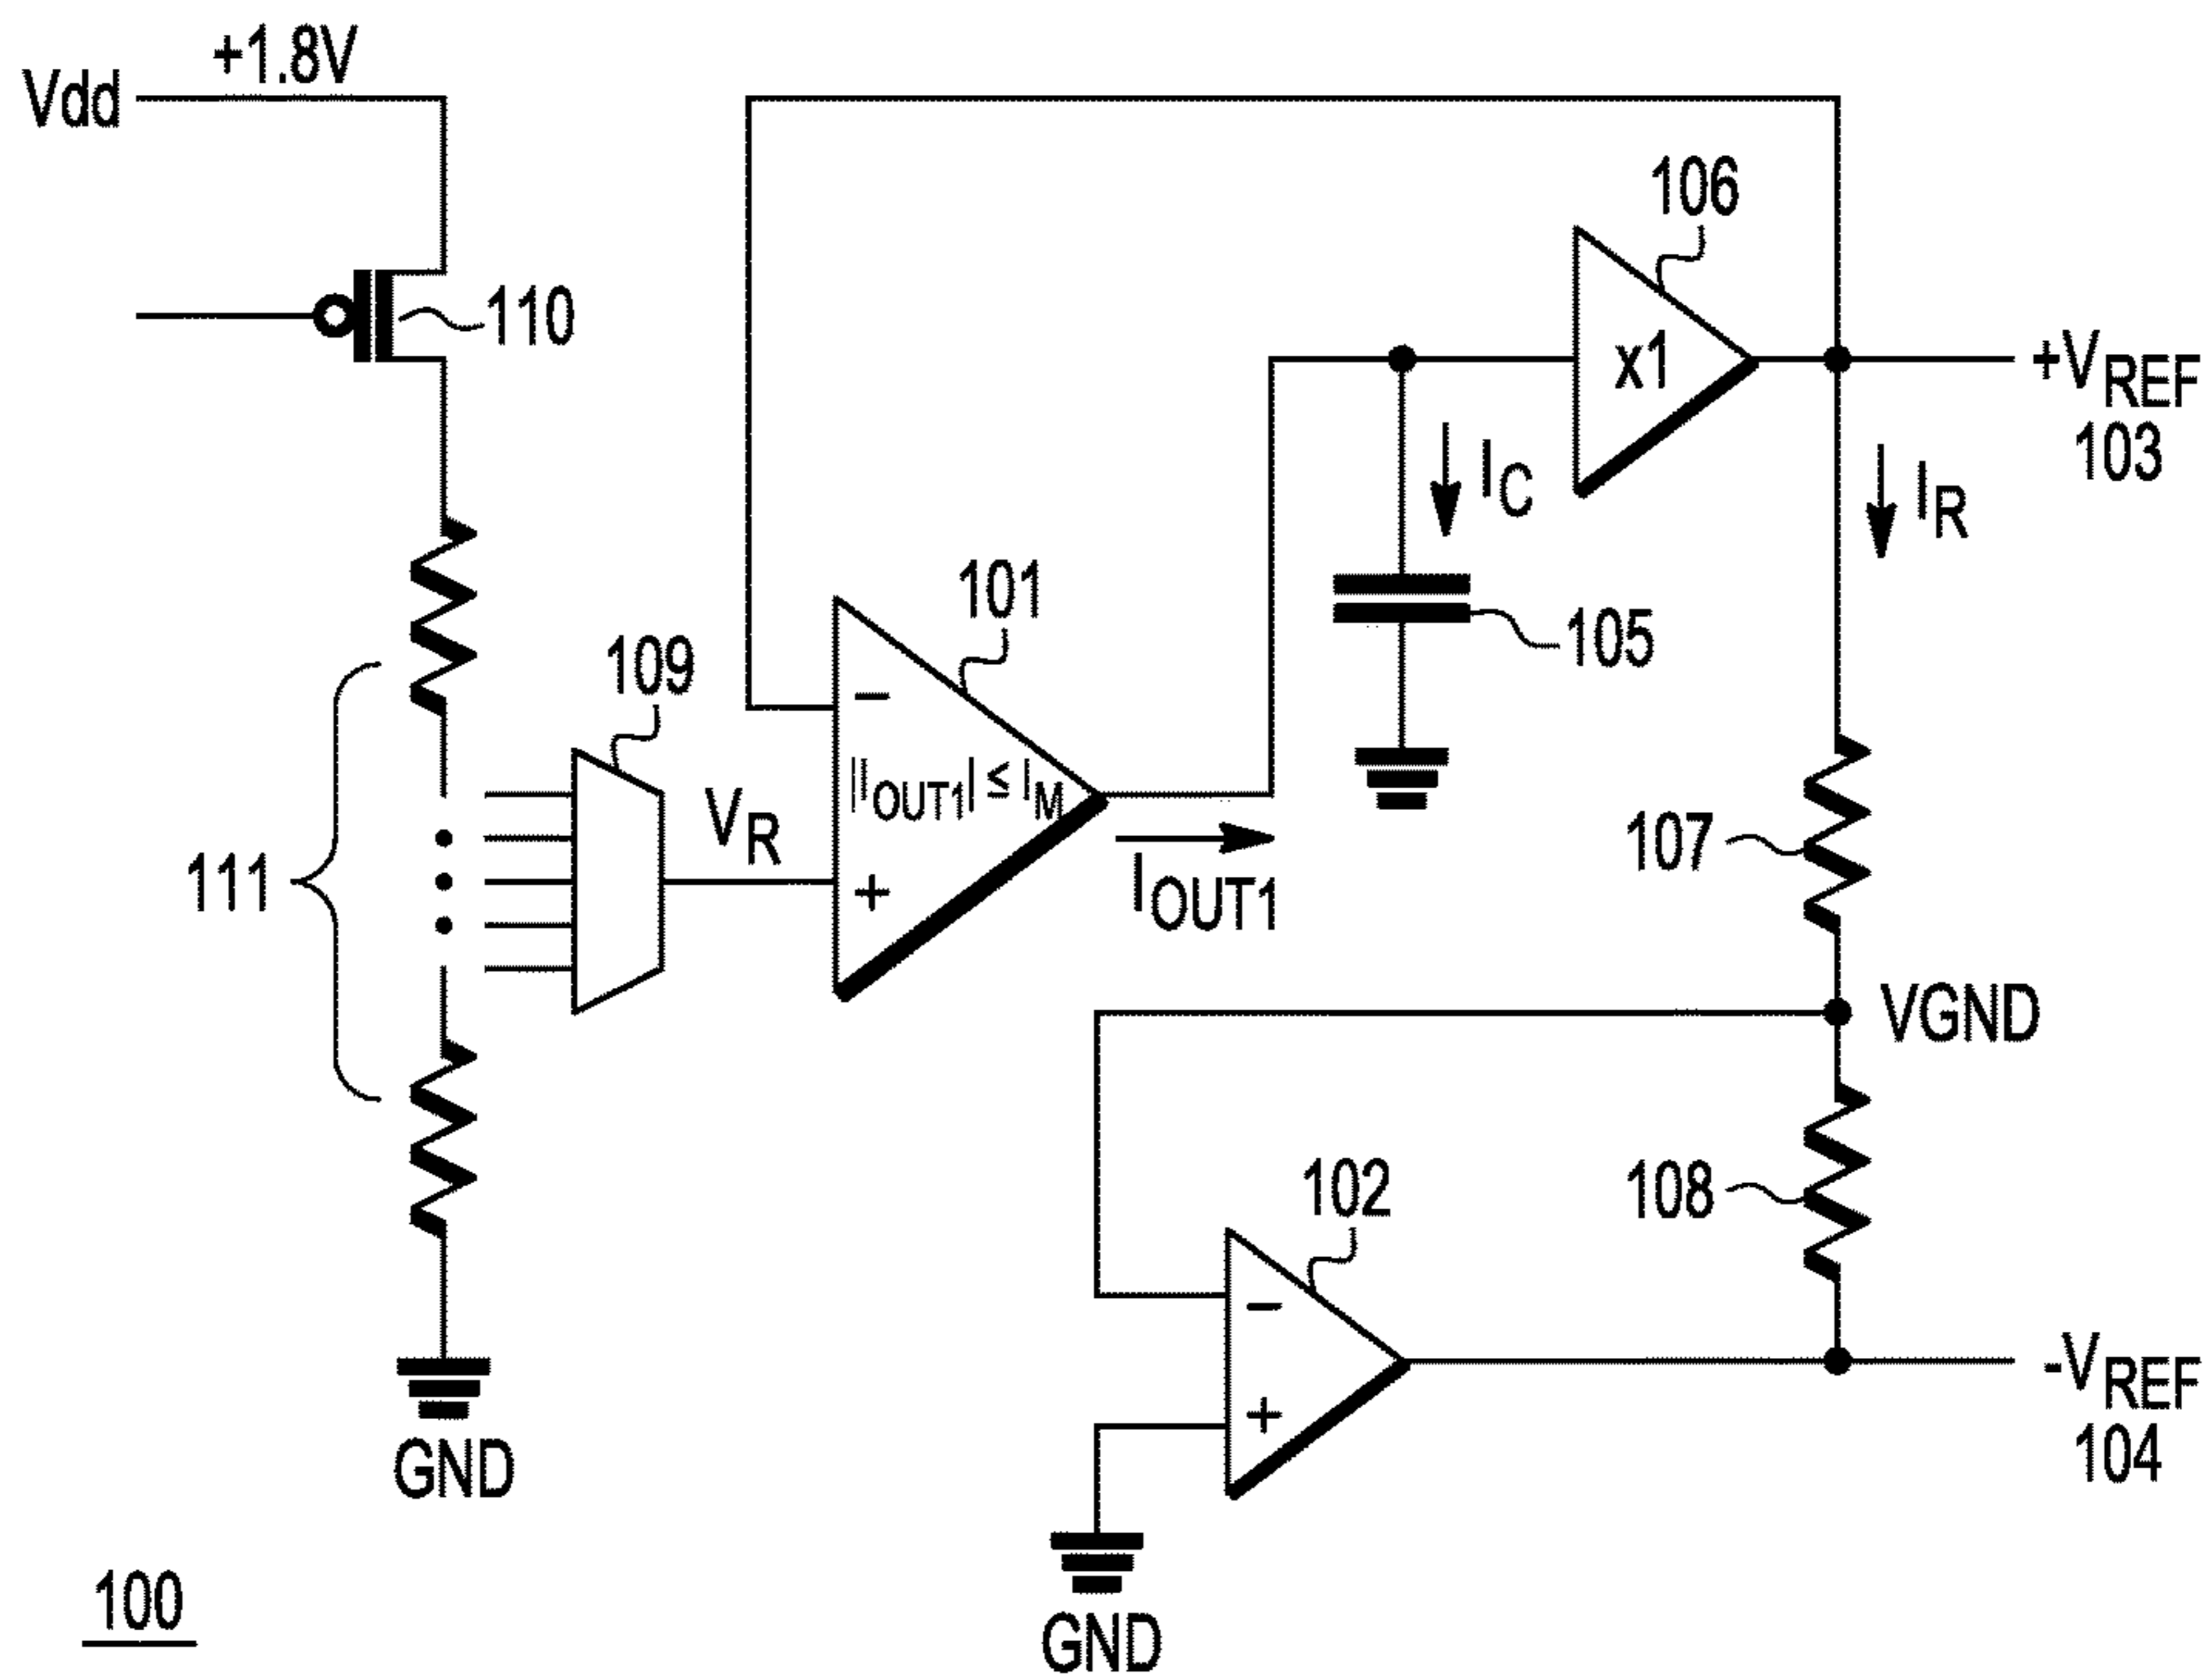 +1.8V
Vdd
106
110
x1
+VREF
103
IC
IR
101
105
109
−
|IOUT1| ≤ IM
VR
107
111
+
IOUT1
VGND
102
108
−
-VREF
104
+
GND
100
GND